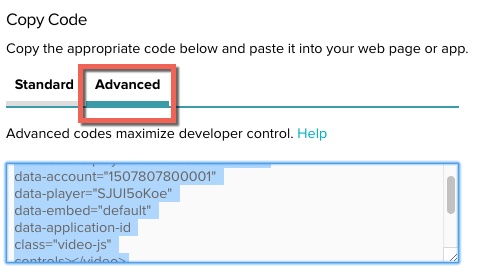 Copy Code
Copy the appropriate code below and paste it into your web page or app.
Standard Advanced
Advanced codes maximize developer control. Help
data-account="1507807800001"
data-player="SJUI5oKoe"
data-embed="default"
data-application-id
class="video-js"
controls></video>